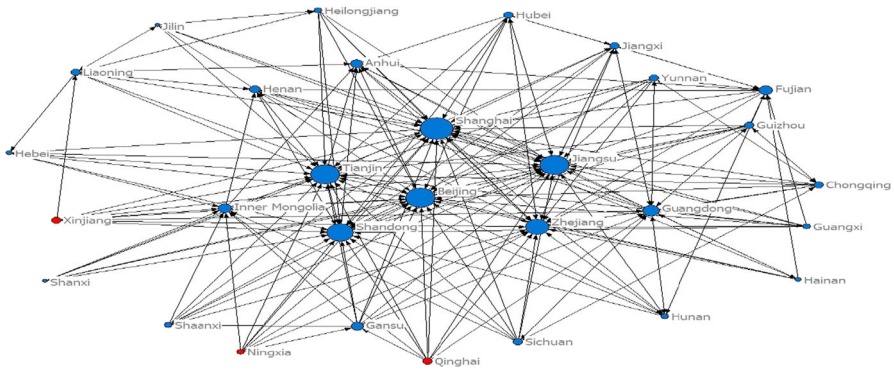 Heilongjiang
Hubei
Jilin
Jiangxi
Anhui
Liaoning
Yunnan
Henan
Fujian
Shanghai
Guizhou
Hebei
Jiangsu
Tianjin
Chongqing
Beijing
Inner Mongolia
Guangdong
Xinjiang
Shandong
Zhejiang
Guangxi
Shanxi
Hainan
Hunan
Shaanxi
Gansu
Sichuan
Ningxia
Qinghai